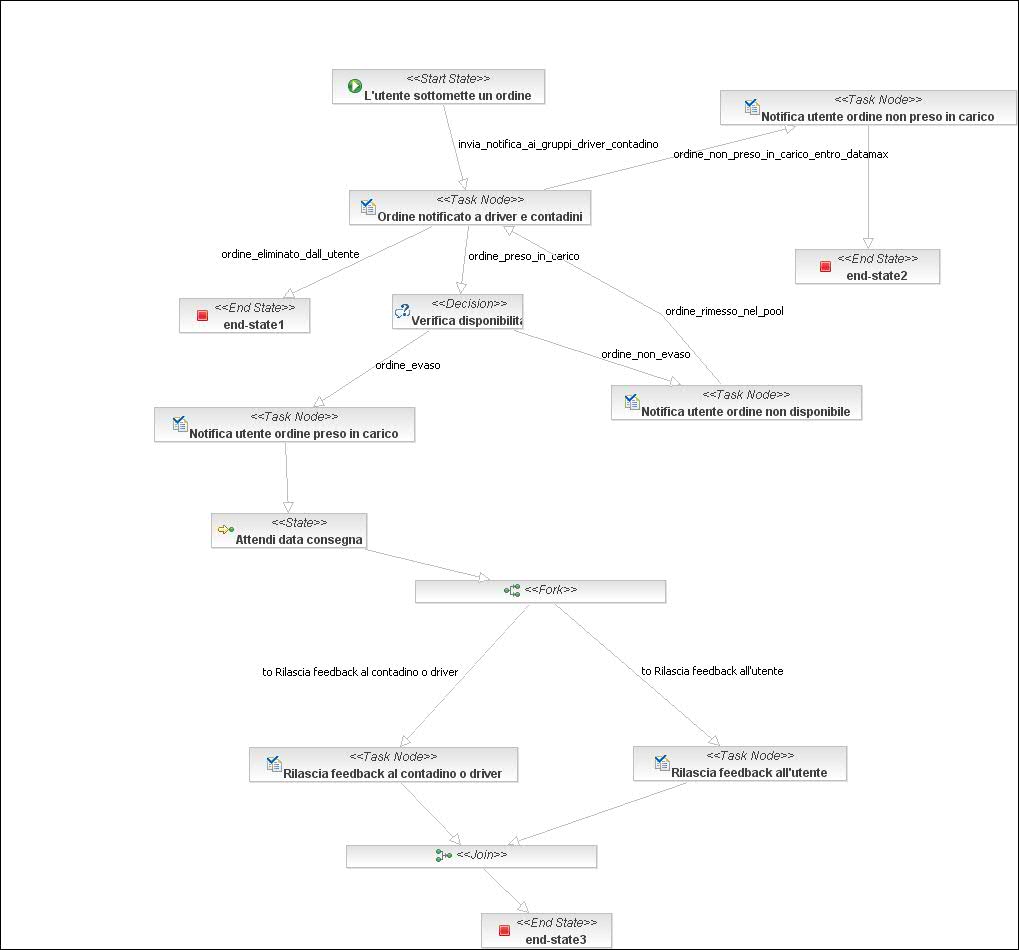 <<Start State>>
L'utente sottomette un ordine
<<Task Node>>
Notifica utente ordine non preso in carico
invia_notifica_ai_gruppi_driver_contadino
ordine_non_preso_in_carico_entro_datamax
<<Task Node>>
Ordine notificato a driver e contadini
ordine_eliminato_dall_utente
ordine_preso_in_carico
<<End State>>
end-state2
<<End State>>
end-state1
<<Decision>>
Verifica disponibilita
ordine_rimesso_nel_pool
ordine_evaso
ordine_non_evaso
<<Task Node>>
Notifica utente ordine non disponibile
<<Task Node>>
Notifica utente ordine preso in carico
<<State>>
Attendi data consegna
<<Fork>>
to Rilascia feedback al contadino o driver
to Rilascia feedback all'utente
<<Task Node>>
Rilascia feedback al contadino o driver
<<Task Node>>
Rilascia feedback all'utente
<<Join>>
<<End State>>
end-state3